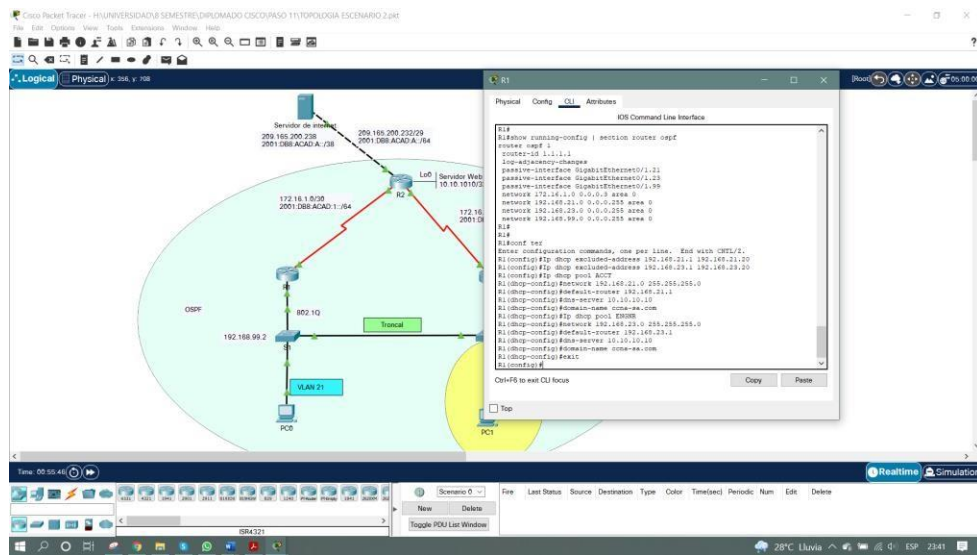 Cisco Packet Tracer - H:\UNIVERSIDAD\8 SEMESTRE\DIPLOMADO CISCO\PASO 11\TOPOLOGIA ESCENARIO 2.pkt
File Edit Options View Tools Extensions Window Help
Logical Physical x: 356, y: 768
Root
05:00:00
Servidor de internet
209.165.200.238
2001:DB8:ACAD:A::/38
209.165.200.232/29
2001:DB8:ACAD:A::/64
Lo0
Servidor Web
10.10.1010/3
R2
172.16.1.0/30
2001:DB8:ACAD:1::/64
172.16
2001:D
OSPF
802.1Q
Troncal
192.168.99.2
S1
VLAN 21
PC0
PC1
R1
Physical Config CLI Attributes
IOS Command Line Interface
R1#
R1#show running-config | section router ospf
router ospf 1
router-id 1.1.1.1
log-adjacency-changes
passive-interface GigabitEthernet0/1.21
passive-interface GigabitEthernet0/1.23
passive-interface GigabitEthernet0/1.99
network 172.16.1.0 0.0.0.3 area 0
network 192.168.21.0 0.0.0.255 area 0
network 192.168.23.0 0.0.0.255 area 0
network 192.168.99.0 0.0.0.255 area 0
R1#
R1#
R1#conf ter
Enter configuration commands, one per line. End with CNTL/Z.
R1(config)#Ip dhcp excluded-address 192.168.21.1 192.168.21.20
R1(config)#Ip dhcp excluded-address 192.168.23.1 192.168.23.20
R1(config)#Ip dhcp pool ACCT
R1(dhcp-config)#network 192.168.21.0 255.255.255.0
R1(dhcp-config)#default-router 192.168.21.1
R1(dhcp-config)#dns-server 10.10.10.10
R1(dhcp-config)#domain-name ccna-sa.com
R1(dhcp-config)#Ip dhcp pool ENGNR
R1(dhcp-config)#network 192.168.23.0 255.255.255.0
R1(dhcp-config)#default-router 192.168.23.1
R1(dhcp-config)#dns-server 10.10.10.10
R1(dhcp-config)#domain-name ccna-sa.com
R1(dhcp-config)#exit
R1(config)#
Ctrl+F6 to exit CLI focus
Copy Paste
Top
Time: 00:55:46
Realtime Simulation
Scenario 0
New Delete
Toggle PDU List Window
Fire Last Status Source Destination Type Color Time(sec) Periodic Num Edit Delete
ISR4321
28°C Lluvia ESP 23:41